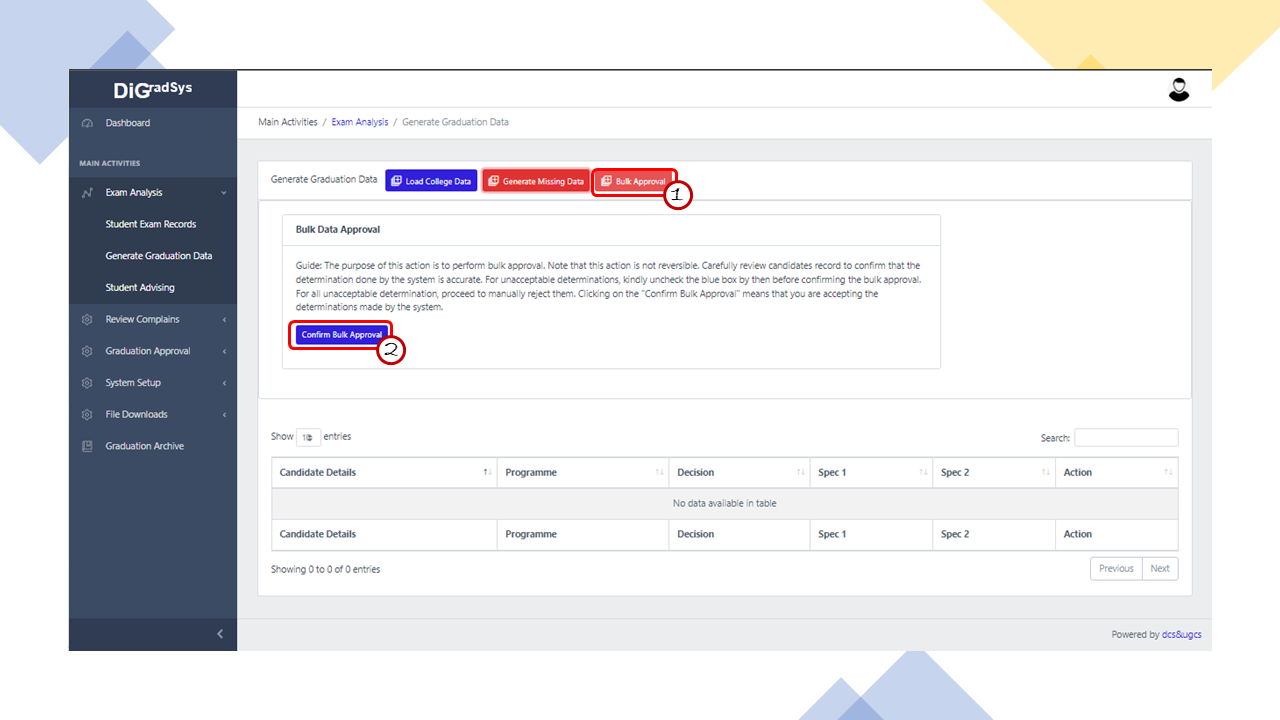 DiGradSys
Dashboard
MAIN ACTIVITIES
Exam Analysis
Student Exam Records
Generate Graduation Data
Student Advising
Review Complains
Graduation Approval
System Setup
File Downloads
Graduation Archive
Main Activities / Exam Analysis / Generate Graduation Data
Generate Graduation Data Load College Data Generate Missing Data Bulk Approval
1
Bulk Data Approval
Guide: The purpose of this action is to perform bulk approval. Note that this action is not reversible. Carefully review candidates record to confirm that the
determination done by the system is accurate. For unacceptable determinations, kindly uncheck the blue box by then before confirming the bulk approval.
For all unacceptable determination, proceed to manually reject them. Clicking on the "Confirm Bulk Approval" means that you are accepting the
determinations made by the system.
Confirm Bulk Approval
2
Show entries
Search:
Candidate Details Programme Decision Spec 1 Spec 2 Action
No data available in table
Candidate Details Programme Decision Spec 1 Spec 2 Action
Showing 0 to 0 of 0 entries
Previous Next
Powered by dcs&ugcs